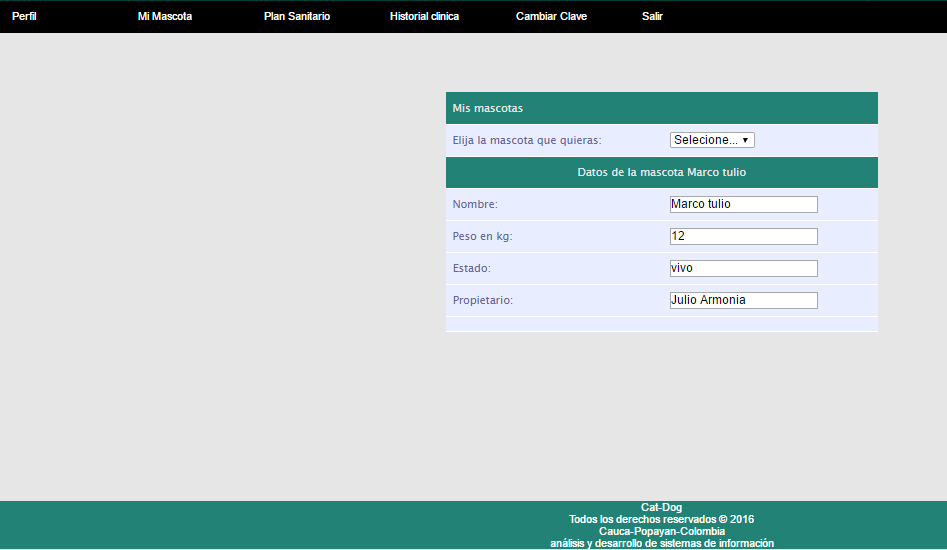 Perfil Mi Mascota Plan Sanitario Historial clinica Cambiar Clave Salir
Mis mascotas
Elija la mascota que quieras: Selecione...
Datos de la mascota Marco tulio
Nombre: Marco tulio
Peso en kg: 12
Estado: vivo
Propietario: Julio Armonia
Cat-Dog
Todos los derechos reservados © 2016
Cauca-Popayan-Colombia
análisis y desarrollo de sistemas de información